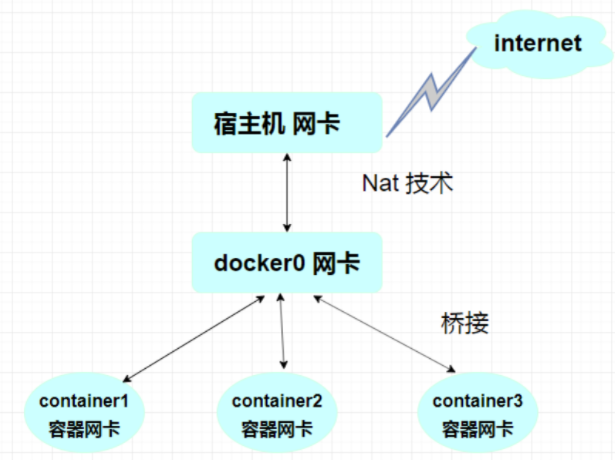 internet
宿主机 网卡
Nat 技术
docker0 网卡
桥接
container1
容器网卡
container2
容器网卡
container3
容器网卡